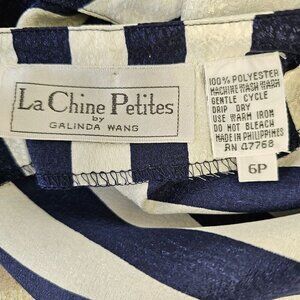 La Chine Petites
by
GALINDA WANG
100% POLYESTER
MACHINE WASH WARM
GENTLE CYCLE
DRIP DRY
USE WARM IRON
DO NOT BLEACH
MADE IN PHILIPPINES
RN 47768
6P